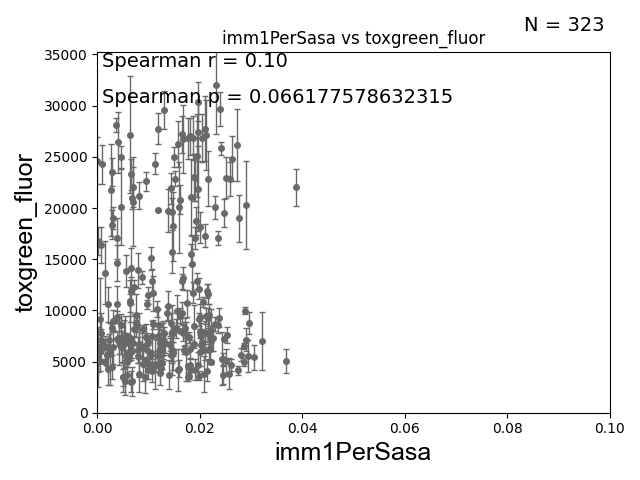 N = 323
imm1PerSasa vs toxgreen_fluor
Spearman r = 0.10
Spearman p = 0.066177578632315
35000
30000
25000
20000
15000
10000
5000
0
toxgreen_fluor
0.00 0.02 0.04 0.06 0.08 0.10
imm1PerSasa